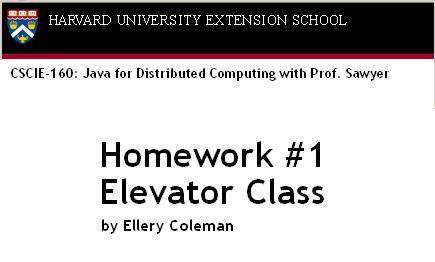 HARVARD UNIVERSITY EXTENSION SCHOOL
CSCIE-160: Java for Distributed Computing with Prof. Sawyer
Homework #1
Elevator Class
by Ellery Coleman